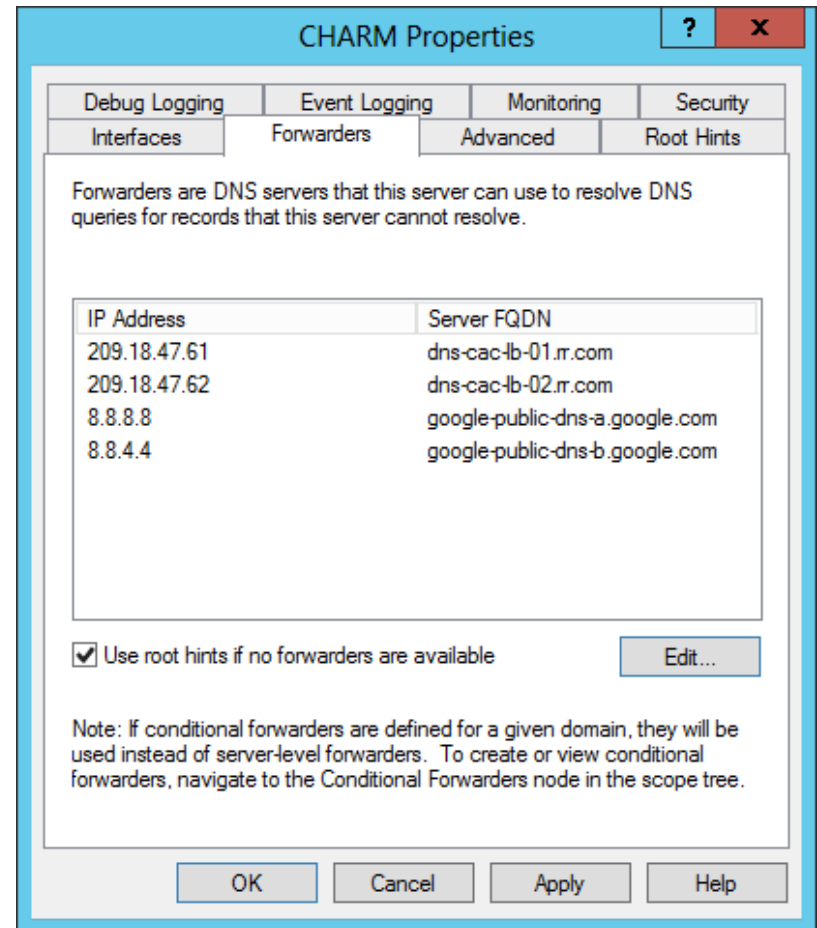 CHARM Properties
?
x
Debug Logging
Event Logging
Monitoring
Security
Interfaces
Forwarders
Advanced
Root Hints
Forwarders are DNS servers that this server can use to resolve DNS
queries for records that this server cannot resolve.
IP Address Server FQDN
209.18.47.61 dns-cac-lb-01.rr.com
209.18.47.62 dns-cac-lb-02.rr.com
8.8.8.8 google-public-dns-a.google.com
8.8.4.4 google-public-dns-b.google.com
Use root hints if no forwarders are available
Edit...
Note: If conditional forwarders are defined for a given domain, they will be
used instead of server-level forwarders. To create or view conditional
forwarders, navigate to the Conditional Forwarders node in the scope tree.
OK
Cancel
Apply
Help